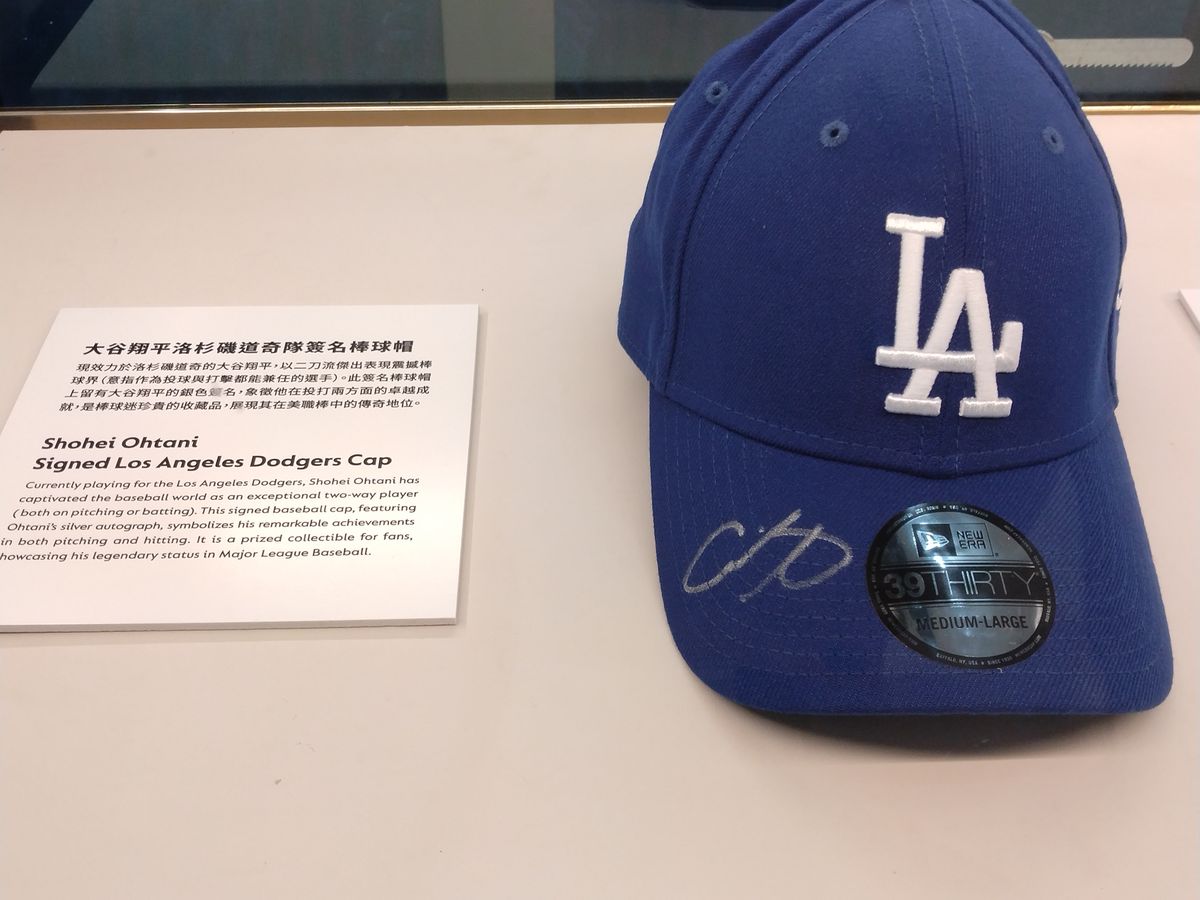 大谷翔平洛杉磯道奇隊簽名棒球帽
現效力於洛杉磯道奇的大谷翔平，以二刀流傑出表現震撼棒
球界（意指作為投球與打擊都能兼任的選手）。此簽名棒球帽
上留有大谷翔平的銀色簽名，象徵他在投打兩方面的卓越成
就，是棒球迷珍貴的收藏品，展現其在美職棒中的傳奇地位。
Shohei Ohtani
Signed Los Angeles Dodgers Cap
Currently playing for the Los Angeles Dodgers, Shohei Ohtani has
captivated the baseball world as an exceptional two-way player
( both on pitching or batting). This signed baseball cap, featuring
Ohtani's silver autograph, symbolizes his remarkable achievements
in both pitching and hitting. It is a prized collectible for fans,
howcasing his legendary status in Major League Baseball.
LA
NEW
ERA
39THIRTY
MEDIUM-LARGE
BUFFALO, NY, USA • SINCE 1920